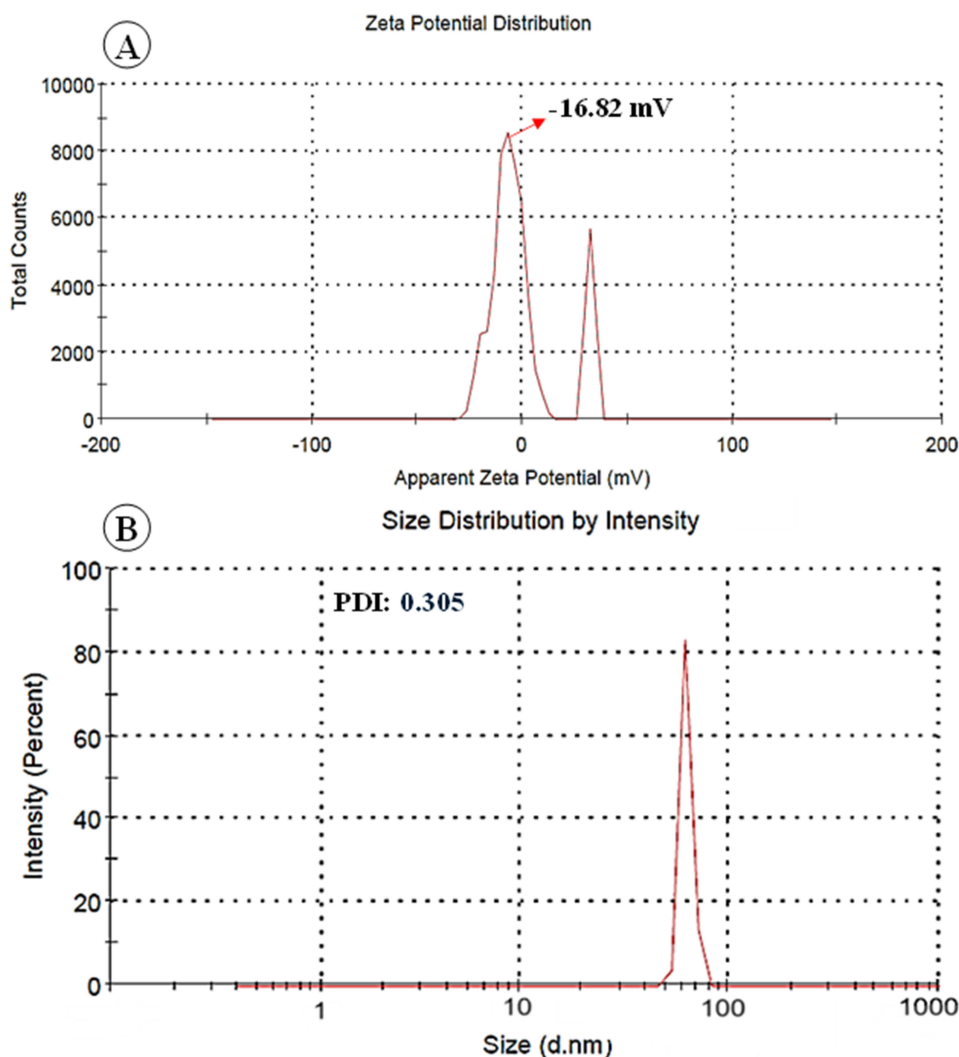 A
Zeta Potential Distribution
10000
8000
6000
4000
2000
0
Total Counts
-16.82 mV
-200
-100
0
100
200
Apparent Zeta Potential (mV)
B
Size Distribution by Intensity
100
80
60
40
20
0
Intensity (Percent)
PDI: 0.305
1
10
100
1000
Size (d.nm)